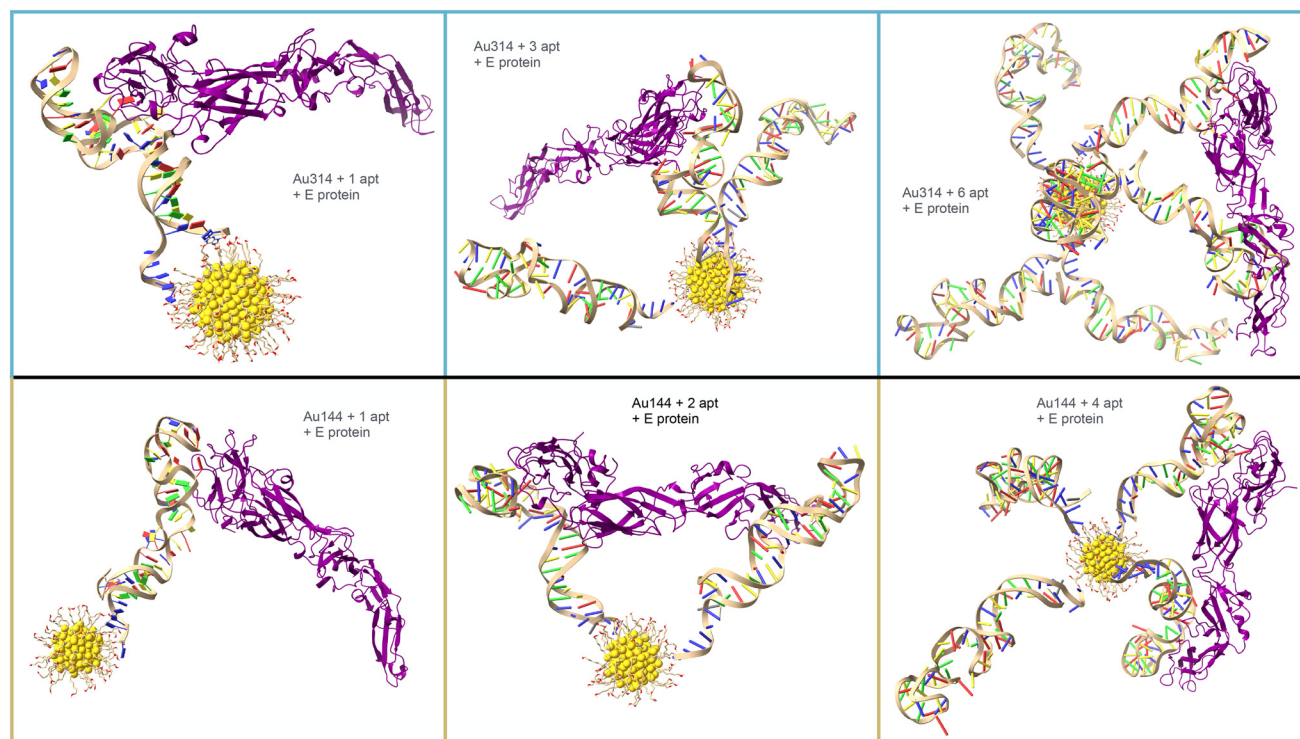 Au314 + 1 apt
+ E protein
Au314 + 3 apt
+ E protein
Au314 + 6 apt
+ E protein
Au144 + 1 apt
+ E protein
Au144 + 2 apt
+ E protein
Au144 + 4 apt
+ E protein